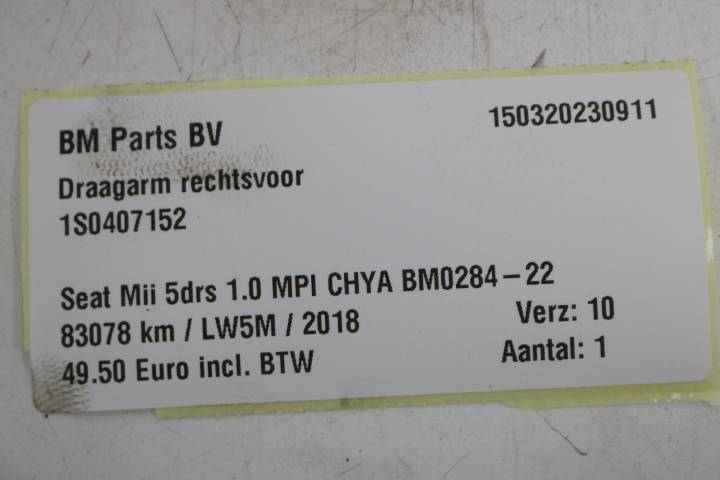 BM Parts BV 150320230911
Draagarm rechtsvoor
1S0407152
Seat Mii 5drs 1.0 MPI CHYA BM0284-22
83078 km / LW5M / 2018 Verz: 10
49.50 Euro incl. BTW Aantal: 1